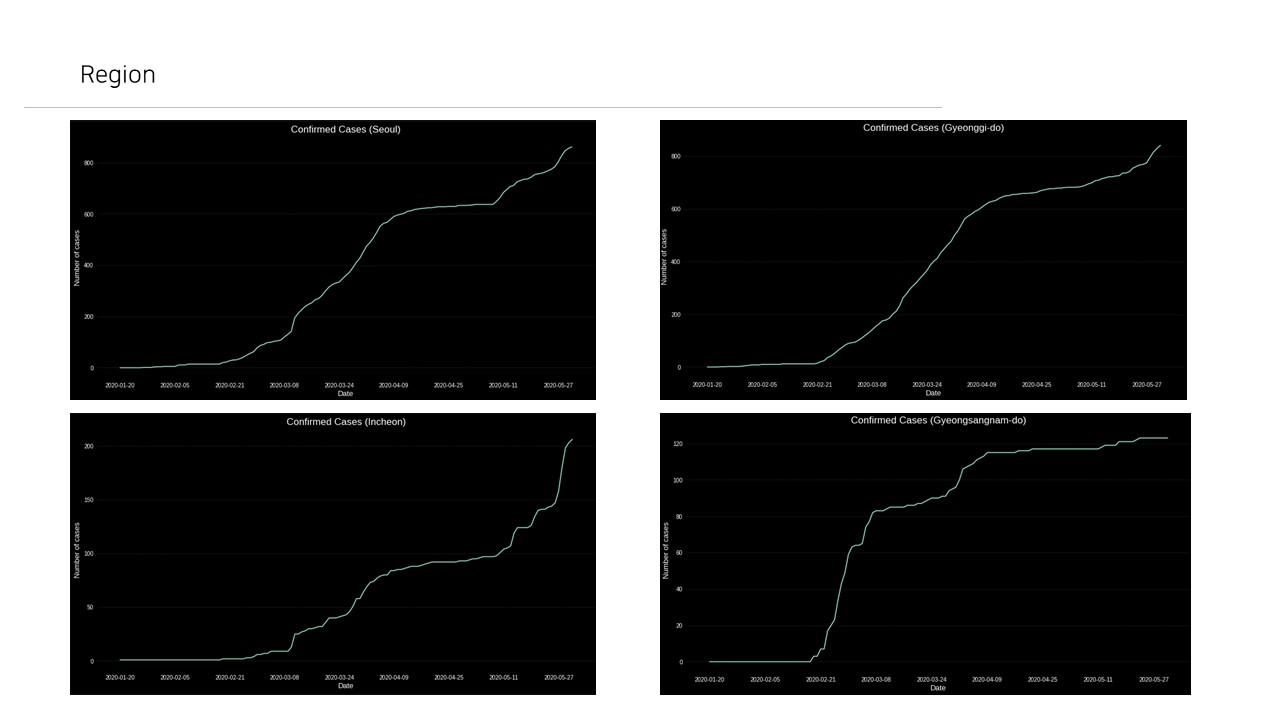 Region
Confirmed Cases (Seoul)
Number of cases
800
600
400
200
0
2020-01-20 2020-02-05 2020-02-21 2020-03-08 2020-03-24 2020-04-09 2020-04-25 2020-05-11 2020-05-27
Date
Confirmed Cases (Gyeonggi-do)
Number of cases
800
600
400
200
0
2020-01-20 2020-02-05 2020-02-21 2020-03-08 2020-03-24 2020-04-09 2020-04-25 2020-05-11 2020-05-27
Date
Confirmed Cases (Incheon)
Number of cases
200
150
100
50
0
2020-01-20 2020-02-05 2020-02-21 2020-03-08 2020-03-24 2020-04-09 2020-04-25 2020-05-11 2020-05-27
Date
Confirmed Cases (Gyeongsangnam-do)
Number of cases
120
100
80
60
40
20
0
2020-01-20 2020-02-05 2020-02-21 2020-03-08 2020-03-24 2020-04-09 2020-04-25 2020-05-11 2020-05-27
Date